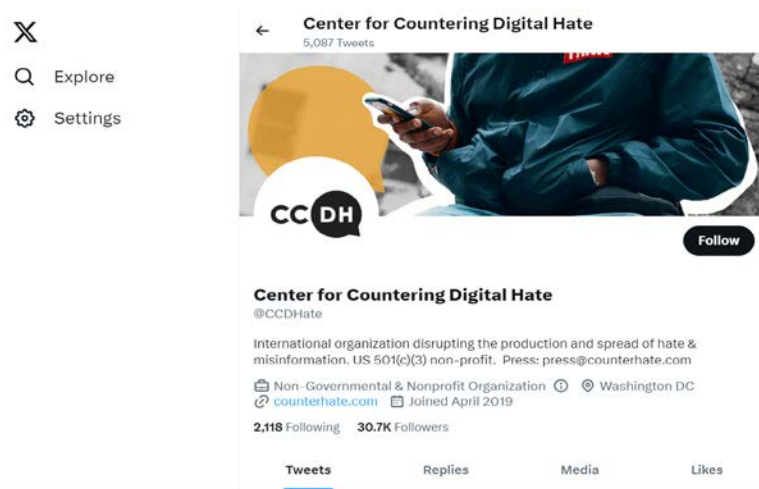 X
Explore
Settings
Center for Countering Digital Hate
5,087 Tweets
CCDH
Follow
Center for Countering Digital Hate
@CCDHate
International organization disrupting the production and spread of hate &
misinformation. US 501(c)(3) non-profit. Press: press@counterhate.com
Non-Governmental & Nonprofit Organization Washington DC
counterhate.com Joined April 2019
2,118 Following 30.7K Followers
Tweets Replies Media Likes